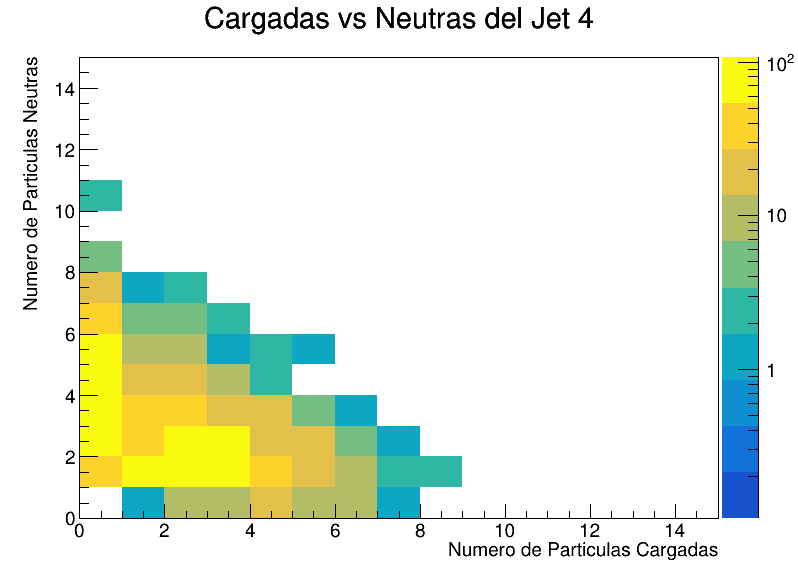 Cargadas vs Neutras del Jet 4
Numero de Particulas Neutras
14
12
10
8
6
4
2
0
0 2 4 6 8 10 12 14
Numero de Particulas Cargadas
10²
10
1